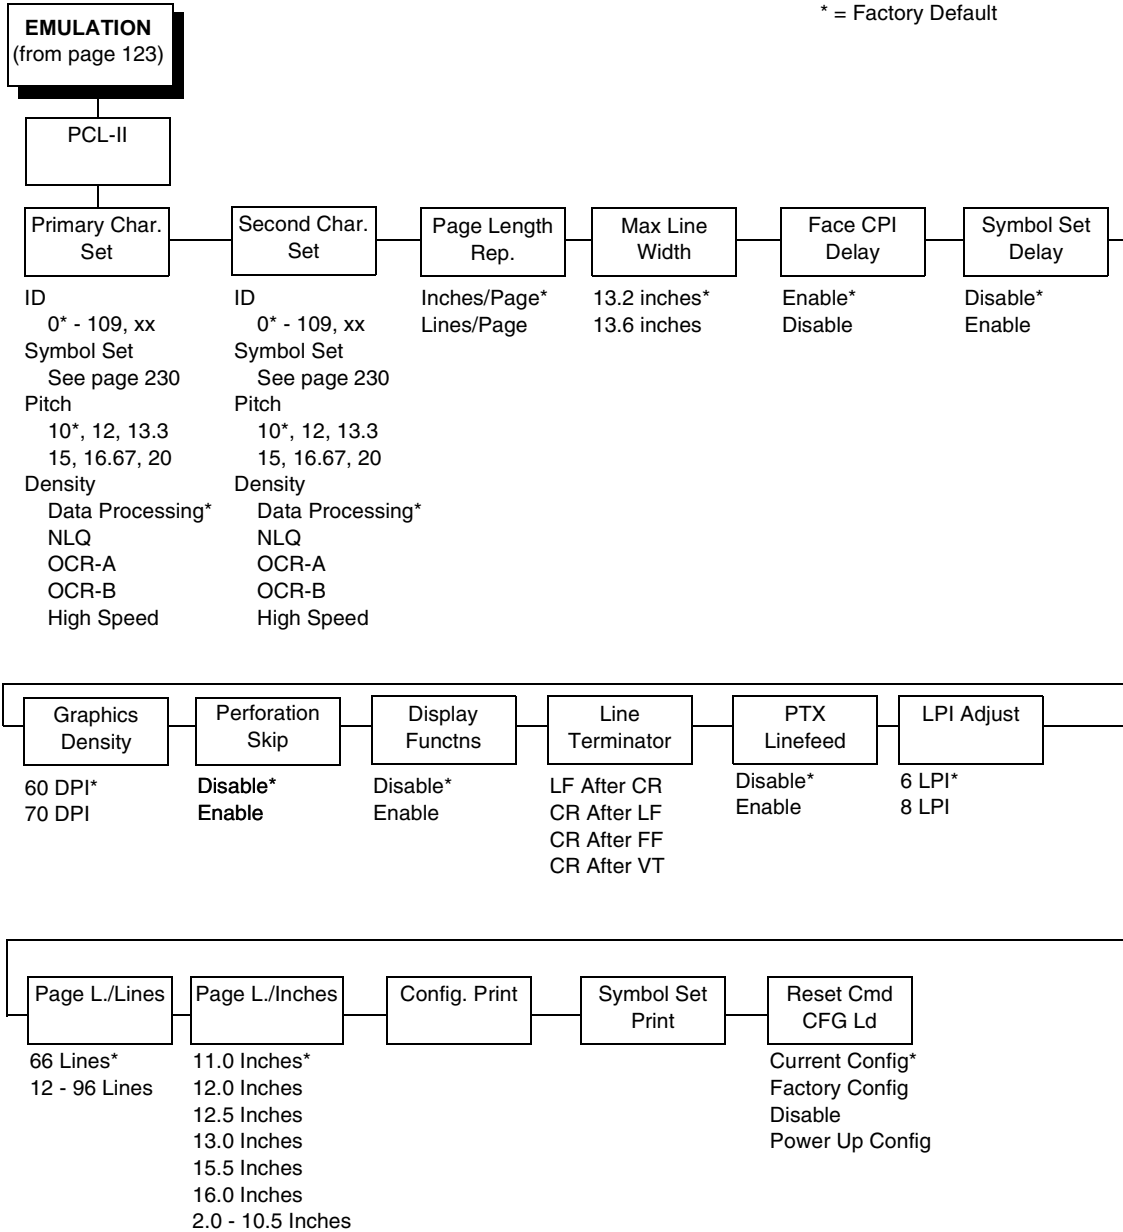 * = Factory Default
EMULATION
(from page 123)
PCL-II
Primary Char.
Set
ID
0* - 109, xx
Symbol Set
See page 230
Pitch
10*, 12, 13.3
15, 16.67, 20
Density
Data Processing*
NLQ
OCR-A
OCR-B
High Speed
Second Char.
Set
ID
0* - 109, xx
Symbol Set
See page 230
Pitch
10*, 12, 13.3
15, 16.67, 20
Density
Data Processing*
NLQ
OCR-A
OCR-B
High Speed
Page Length
Rep.
Inches/Page*
Lines/Page
Max Line
Width
13.2 inches*
13.6 inches
Face CPI
Delay
Enable*
Disable
Symbol Set
Delay
Disable*
Enable
Graphics
Density
60 DPI*
70 DPI
Perforation
Skip
Disable*
Enable
Display
Functns
Disable*
Enable
Line
Terminator
LF After CR
CR After LF
CR After FF
CR After VT
PTX
Linefeed
Disable*
Enable
LPI Adjust
6 LPI*
8 LPI
Page L./Lines
66 Lines*
12 - 96 Lines
Page L./Inches
11.0 Inches*
12.0 Inches
12.5 Inches
13.0 Inches
15.5 Inches
16.0 Inches
2.0 - 10.5 Inches
Config. Print
Symbol Set
Print
Reset Cmd
CFG Ld
Current Config*
Factory Config
Disable
Power Up Config